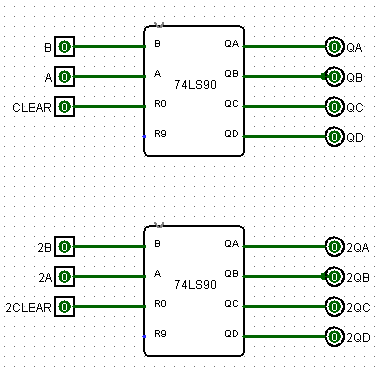 B 0 B QA 0 QA
A 0 A QB 0 QB
74LS90
CLEAR 0 R0 QC 0 QC
R9 QD 0 QD
2B 0 B QA 0 2QA
2A 0 A QB 0 2QB
74LS90
2CLEAR 0 R0 QC 0 2QC
R9 QD 0 2QD